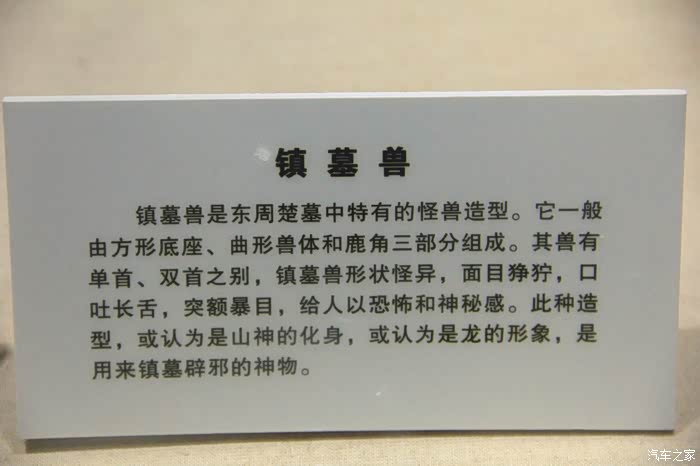 镇墓兽
镇墓兽是东周楚墓中特有的怪兽造型。它一般
由方形底座、曲形兽体和鹿角三部分组成。其兽有
单首、双首之别，镇墓兽形状怪异，面目狰狞，口
吐长舌，突额暴目，给人以恐怖和神秘感。此种造
型，或认为是山神的化身，或认为是龙的形象，是
用来镇墓辟邪的神物。
汽车之家